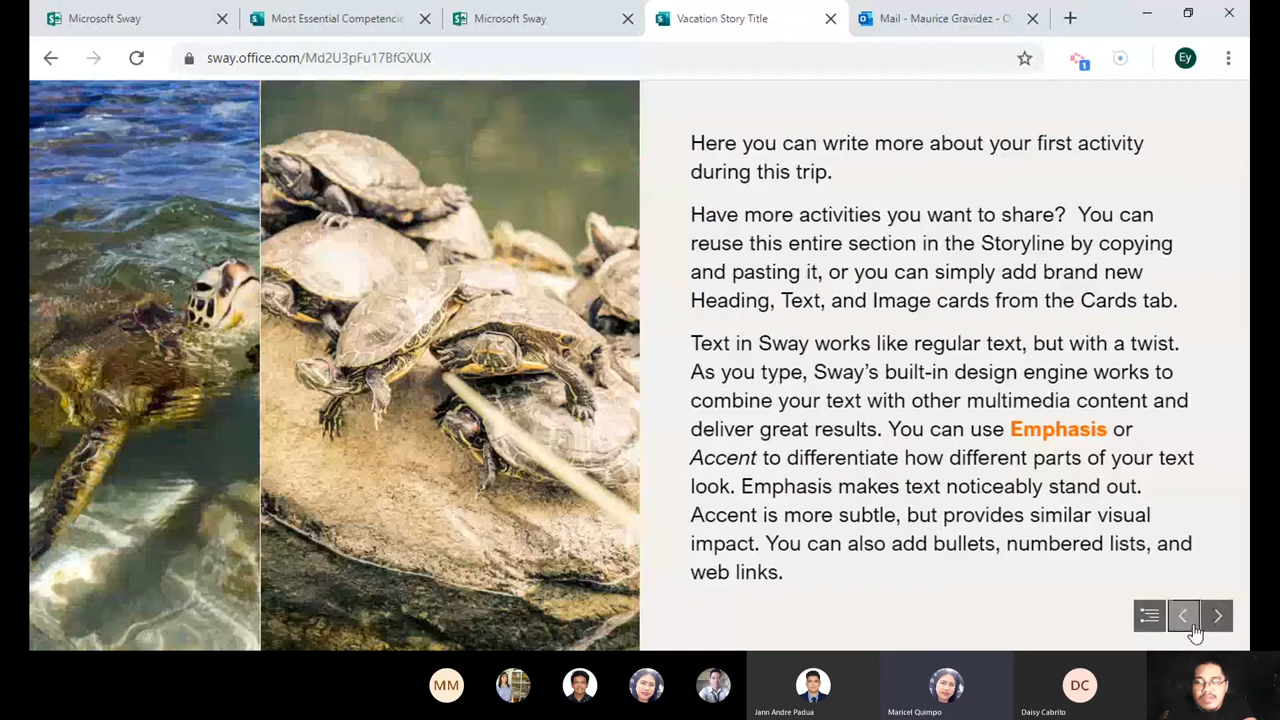 Microsoft Sway
Most Essential Competencie
Microsoft Sway
Vacation Story Title
Mail - Maurice Gravidez - O
sway.office.com/Md2U3pFu17BfGXUX
1
Ey
Here you can write more about your first activity
during this trip.
Have more activities you want to share? You can
reuse this entire section in the Storyline by copying
and pasting it, or you can simply add brand new
Heading, Text, and Image cards from the Cards tab.
Text in Sway works like regular text, but with a twist.
As you type, Sway's built-in design engine works to
combine your text with other multimedia content and
deliver great results. You can use Emphasis or
Accent to differentiate how different parts of your text
look. Emphasis makes text noticeably stand out.
Accent is more subtle, but provides similar visual
impact. You can also add bullets, numbered lists, and
web links.
MM
DC
Jann Andre Padua
Maricel Quimpo
Daisy Cabrito